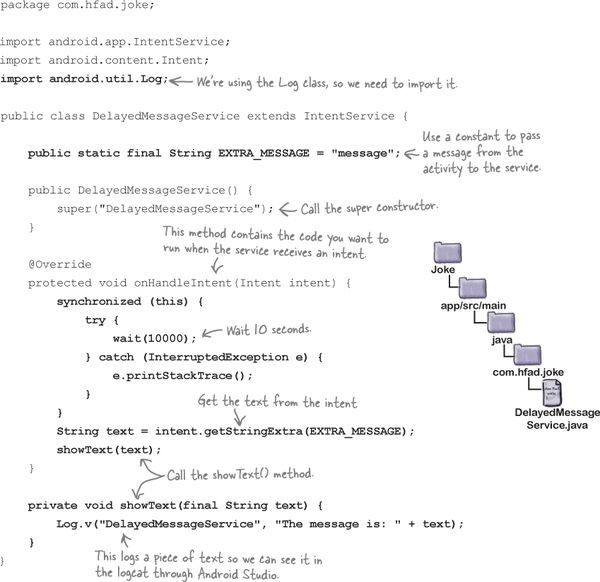 package com.hfad.joke;
import android.app.IntentService;
import android.content.Intent;
import android.util.Log;
We're using the Log class, so we need to import it.
public class DelayedMessageService extends IntentService {
public static final String EXTRA_MESSAGE = "message";
Use a constant to pass
a message from the
activity to the service.
public DelayedMessageService() {
super("DelayedMessageService");
Call the super constructor.
}
This method contains the code you want to
run when the service receives an intent.
@Override
protected void onHandleIntent(Intent intent) {
synchronized (this) {
try {
wait(10000);
Wait 10 seconds.
} catch (InterruptedException e) {
e.printStackTrace();
}
}
Get the text from the intent
String text = intent.getStringExtra(EXTRA_MESSAGE);
showText(text);
}
Call the showText() method.
private void showText(final String text) {
Log.v("DelayedMessageService", "The message is: " + text);
}
This logs a piece of text so we can see it in
the logcat through Android Studio.
}
Joke
app/src/main
java
com.hfad.joke
DelayedMessage
Service.java